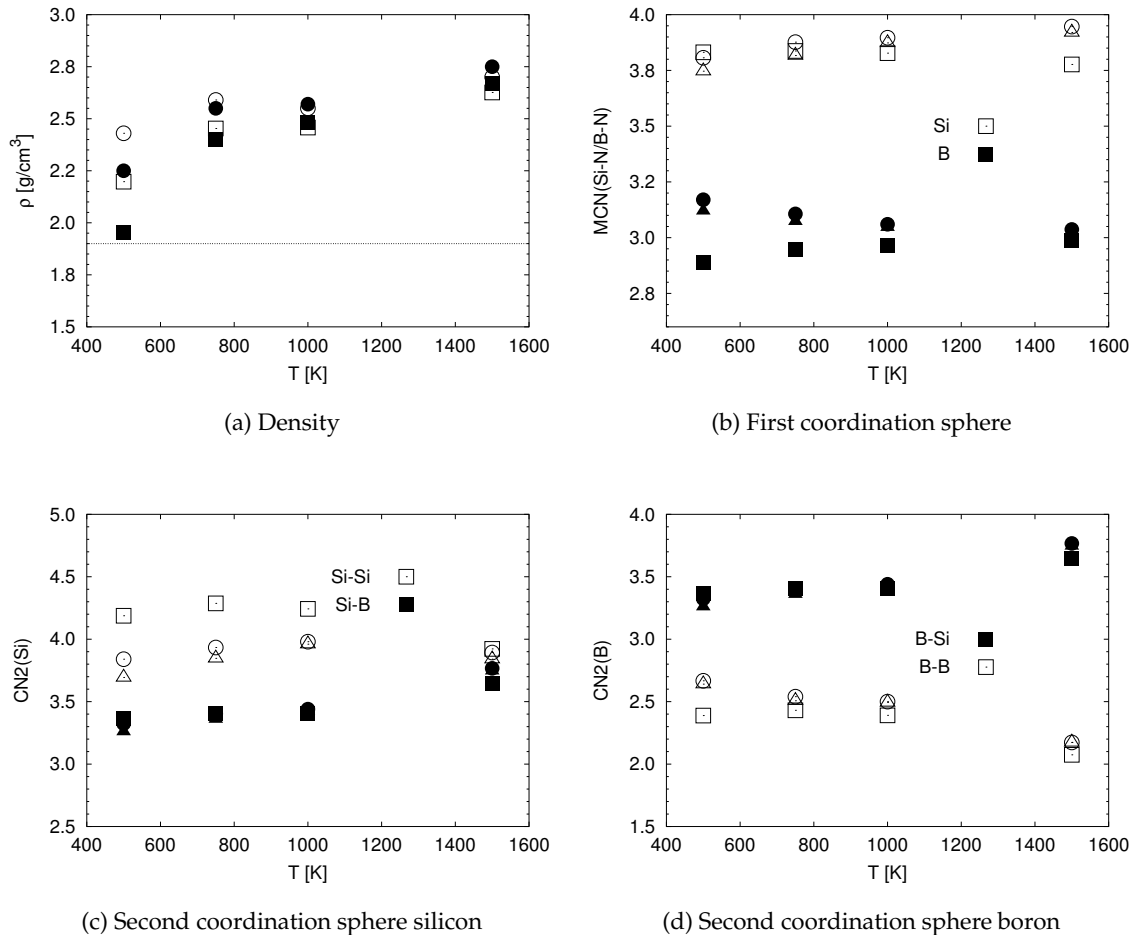 3.0
2.8
2.5
2.2
2.0
1.8
1.5
ρ [g/cm³]
400 600 800 1000 1200 1400 1600
T [K]
(a) Density
4.0
3.8
3.5
3.2
3.0
2.8
MCN(Si-N/B-N)
Si
B
400 600 800 1000 1200 1400 1600
T [K]
(b) First coordination sphere
5.0
4.5
4.0
3.5
3.0
2.5
CN2(Si)
Si-Si
Si-B
400 600 800 1000 1200 1400 1600
T [K]
(c) Second coordination sphere silicon
4.0
3.5
3.0
2.5
2.0
1.5
CN2(B)
B-Si
B-B
400 600 800 1000 1200 1400 1600
T [K]
(d) Second coordination sphere boron